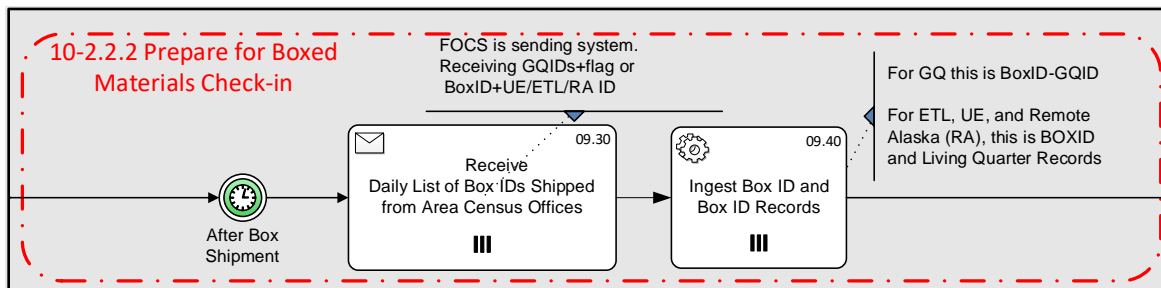 10-2.2.2 Prepare for Boxed
Materials Check-in
FOCS is sending system.
Receiving GQIDs+flag or
BoxID+UE/ETL/RA ID
For GQ this is BoxID-GQID
For ETL, UE, and Remote
Alaska (RA), this is BOXID
and Living Quarter Records
After Box
Shipment
09.30
Receive
Daily List of Box IDs Shipped
from Area Census Offices
09.40
Ingest Box ID and
Box ID Records